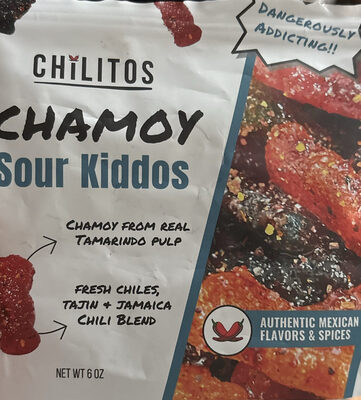 DANGEROUSLY
ADDICTING!!
CHiLITOS
CHAMOY
Sour Kiddos
CHAMOY FROM REAL
TAMARINDO PULP
FRESH CHILES,
TAJIN & JAMAICA
CHILI BLEND
AUTHENTIC MEXICAN
FLAVORS & SPICES
NET WT 6 OZ